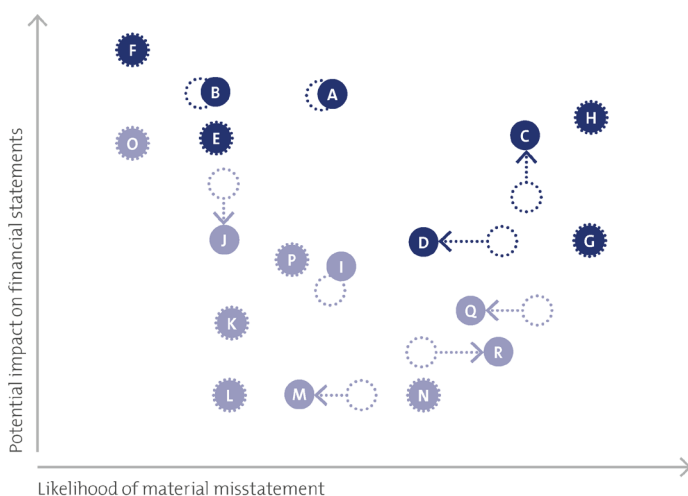 Potential impact on financial statements
F
B
A
H
C
E
O
J
D
G
P
I
Q
K
R
L
M
N
Likelihood of material misstatement